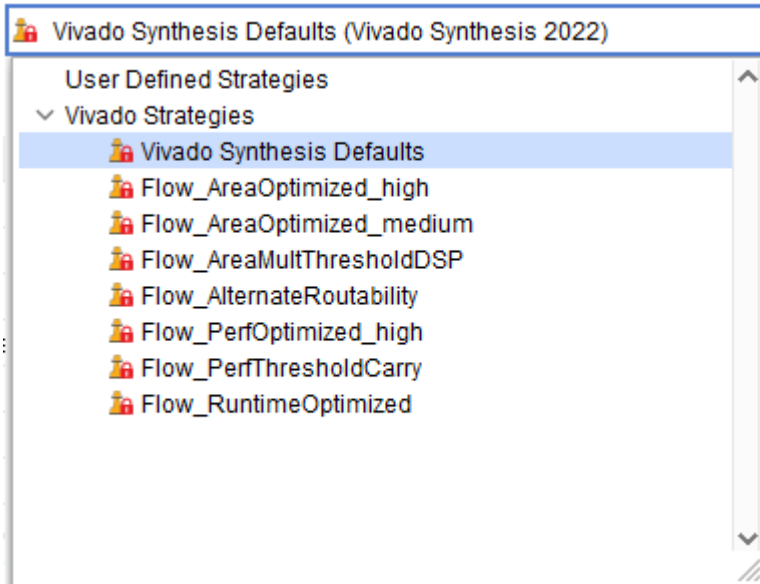 Vivado Synthesis Defaults (Vivado Synthesis 2022)
User Defined Strategies
Vivado Strategies
Vivado Synthesis Defaults
Flow_AreaOptimized_high
Flow_AreaOptimized_medium
Flow_AreaMultThresholdDSP
Flow_AlternateRoutability
Flow_PerfOptimized_high
Flow_PerfThresholdCarry
Flow_RuntimeOptimized